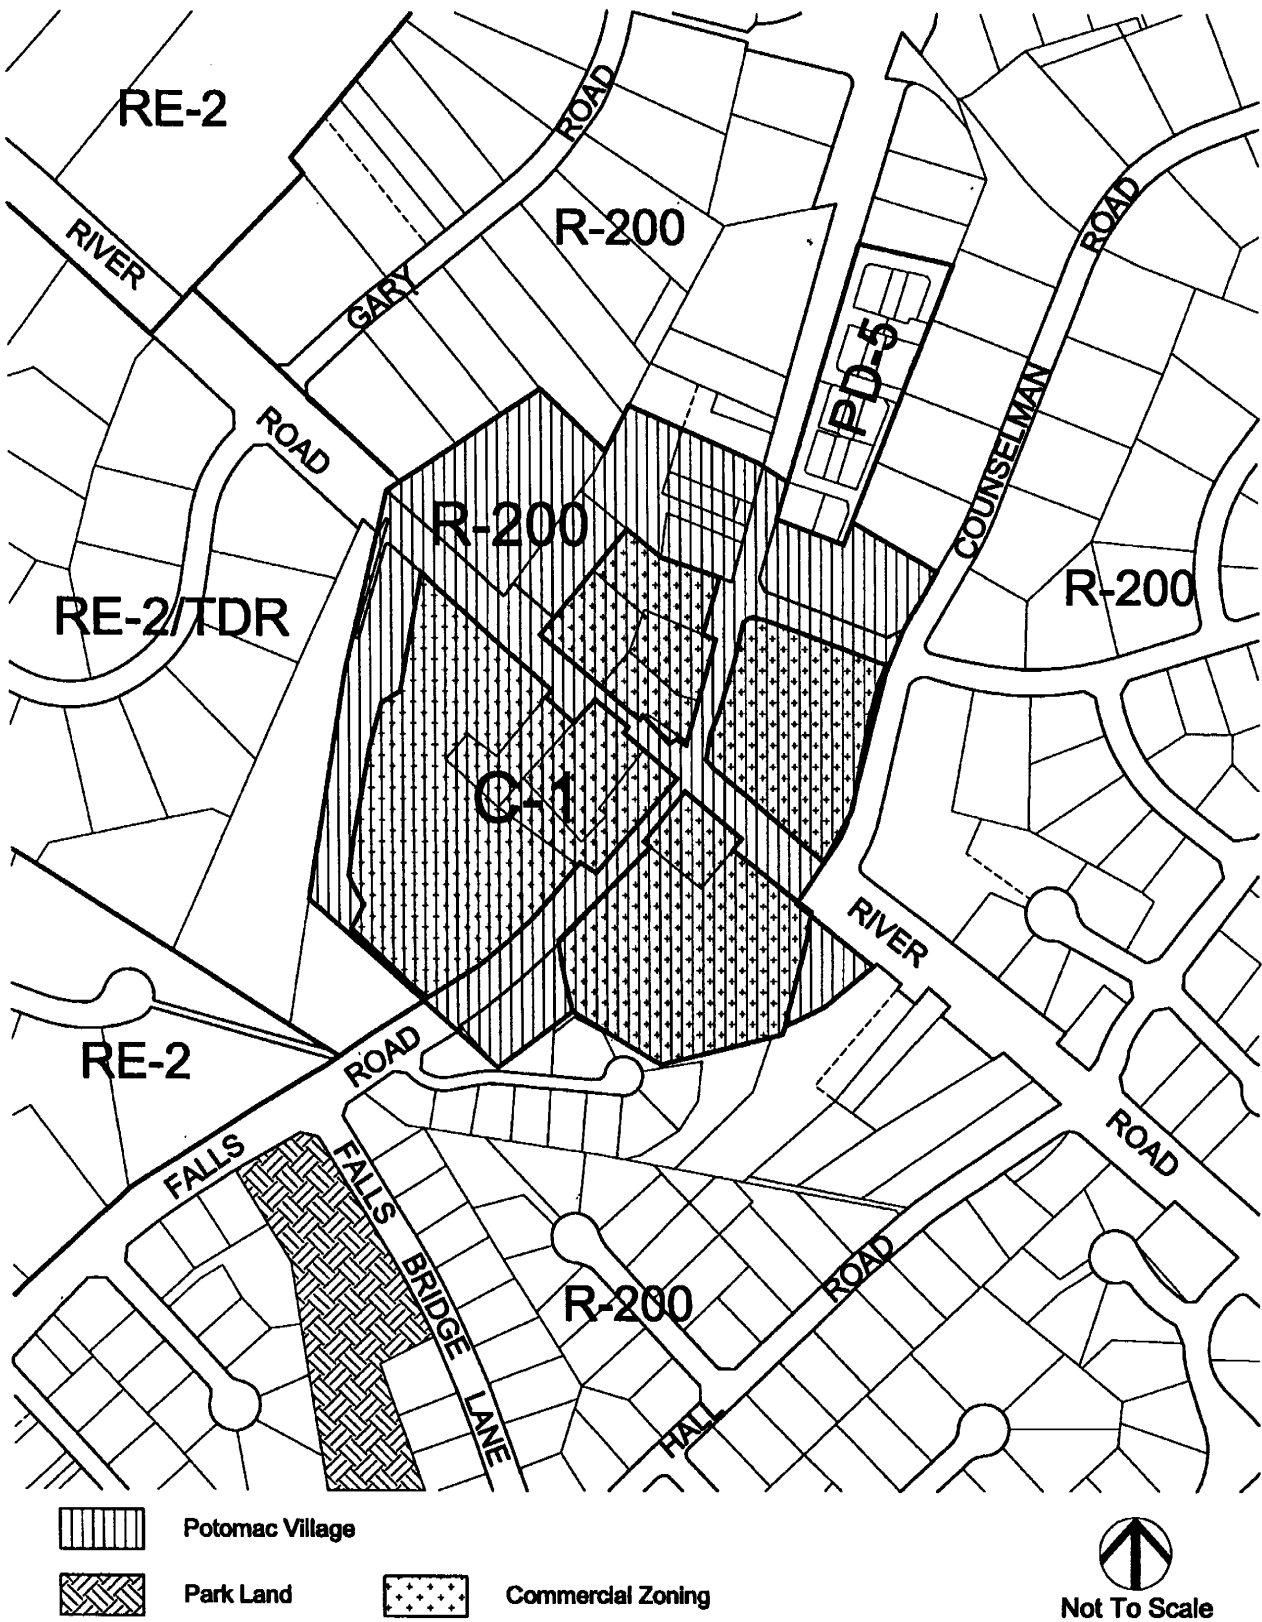 RE-2
ROAD
R-200
ROAD
RIVER
GARY
PD-5
COUNSELMAN
ROAD
R-200
R-200
RE-2/TDR
C-1
RIVER
RE-2
ROAD
ROAD
FALLS
FALLS BRIDGE LANE
ROAD
R-200
HALL
Potomac Village
Park Land
Commercial Zoning
Not To Scale